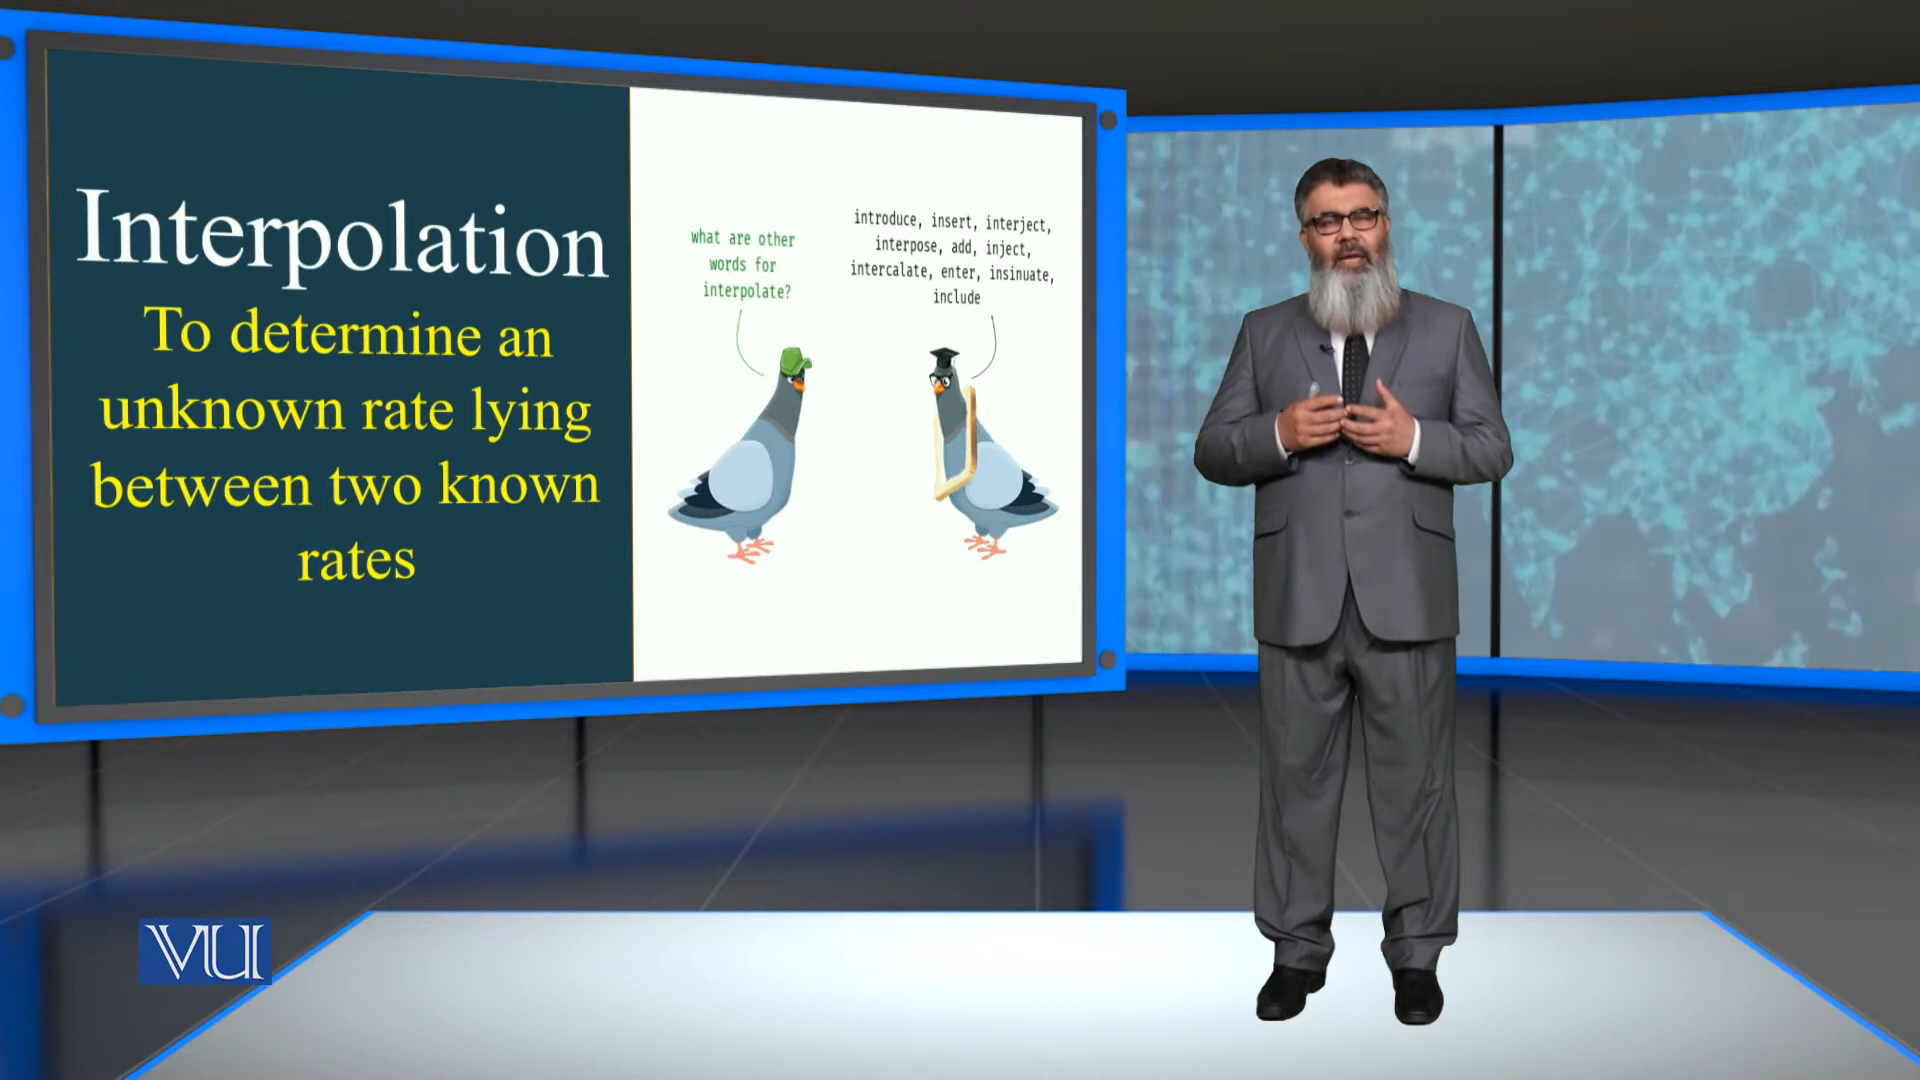 Interpolation
To determine an
unknown rate lying
between two known
rates
what are other
words for
interpolate?
introduce, insert, interject,
interpose, add, inject,
intercalate, enter, insinuate,
include
VU